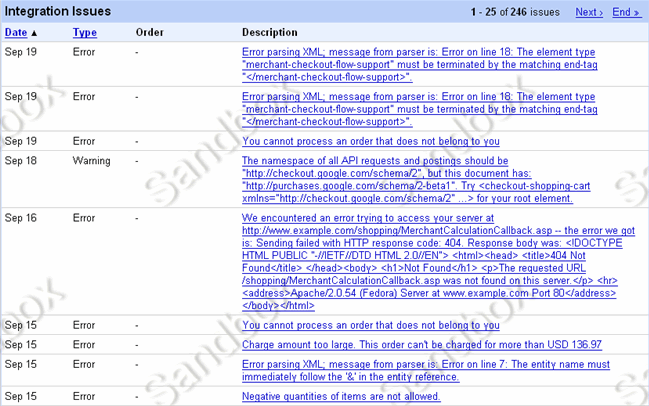 Integration Issues 1 - 25 of 246 issues Next › End »
Date ▲ Type Order Description
Sep 19 Error - Error parsing XML; message from parser is: Error on line 18: The element type
"merchant-checkout-flow-support" must be terminated by the matching end-tag
"</merchant-checkout-flow-support>".
Sep 19 Error - Error parsing XML; message from parser is: Error on line 18: The element type
"merchant-checkout-flow-support" must be terminated by the matching end-tag
"</merchant-checkout-flow-support>".
Sep 19 Error - You cannot process an order that does not belong to you
Sep 18 Warning - The namespace of all API requests and postings should be
"http://checkout.google.com/schema/2", but this document has:
"http://purchases.google.com/schema/2-beta1". Try <checkout-shopping-cart
xmlns="http://checkout.google.com/schema/2" ...> for your root element.
Sep 16 Error - We encountered an error trying to access your server at
http://www.example.com/shopping/MerchantCalculationCallback.asp -- the error we got
is: Sending failed with HTTP response code: 404. Response body was: <!DOCTYPE
HTML PUBLIC "-//IETF//DTD HTML 2.0//EN"> <html><head> <title>404 Not
Found</title> </head><body> <h1>Not Found</h1> <p>The requested URL
/shopping/MerchantCalculationCallback.asp was not found on this server.</p> <hr>
<address>Apache/2.0.54 (Fedora) Server at www.example.com Port 80</address>
</body></html>
Sep 15 Error - You cannot process an order that does not belong to you
Sep 15 Error - Charge amount too large. This order can't be charged for more than USD 136.97
Sep 15 Error - Error parsing XML; message from parser is: Error on line 7: The entity name must
immediately follow the '&' in the entity reference.
Sep 15 Error - Negative quantities of items are not allowed.
Sandbox
Sandbox
Sandbox
Sandbox
Sandbox
Sandbox